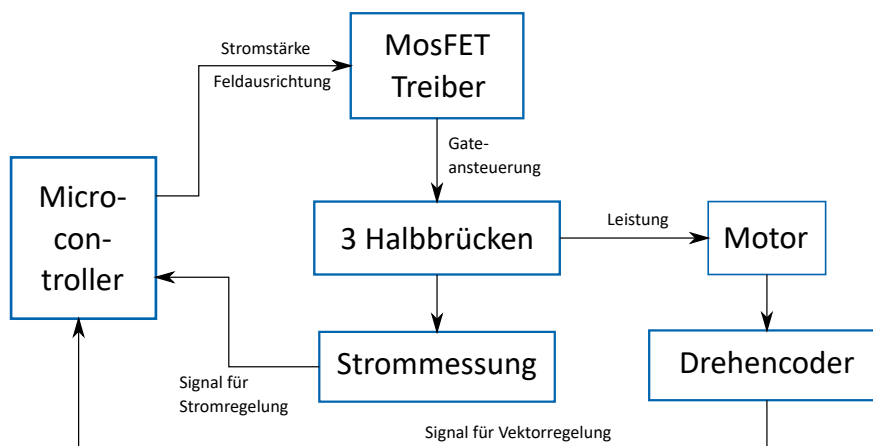 Stromstärke
Feldausrichtung
MosFET
Treiber
Gate-
ansteuerung
Micro-
con-
troller
3 Halbbrücken
Leistung
Motor
Strommessung
Drehencoder
Signal für
Stromregelung
Signal für Vektorregelung